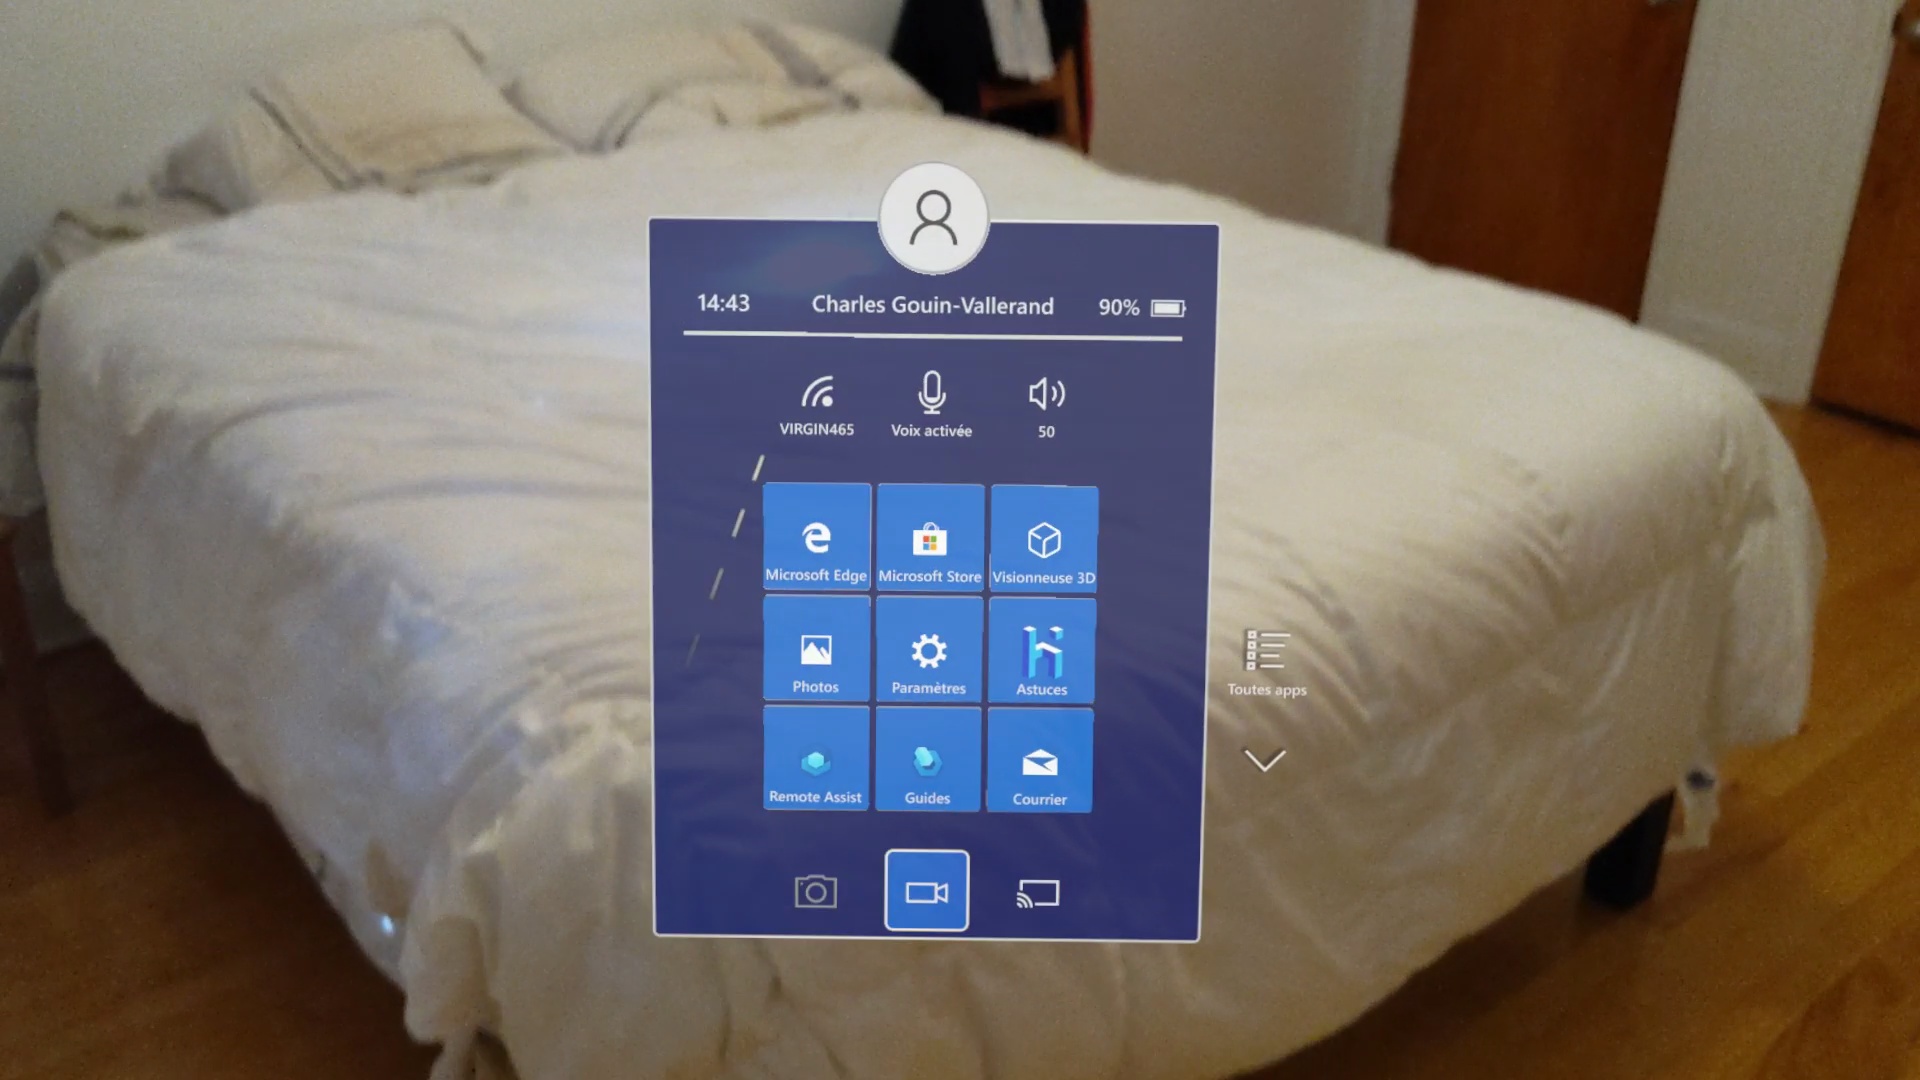 14:43 Charles Gouin-Vallerand 90%
VIRGIN465 Voix activée 50
Microsoft Edge Microsoft Store Visionneuse 3D
Photos Paramètres Astuces
Toutes apps
Remote Assist Guides Courrier